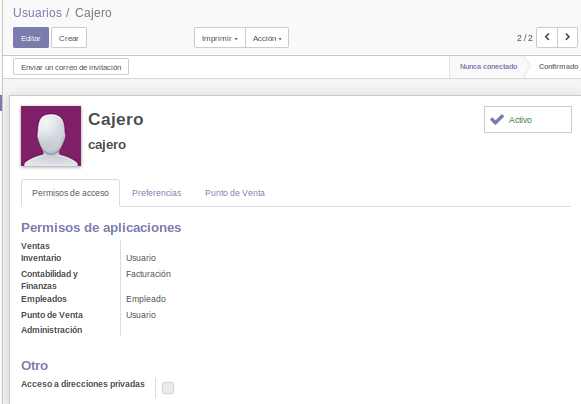 Usuarios / Cajero
Editar Crear Imprimir Acción 2 / 2
Enviar un correo de invitación Nunca conectado Confirmado
Cajero
cajero
Activo
Permisos de acceso Preferencias Punto de Venta
Permisos de aplicaciones
Ventas
Inventario Usuario
Contabilidad y Finanzas Facturación
Empleados Empleado
Punto de Venta Usuario
Administración
Otro
Acceso a direcciones privadas